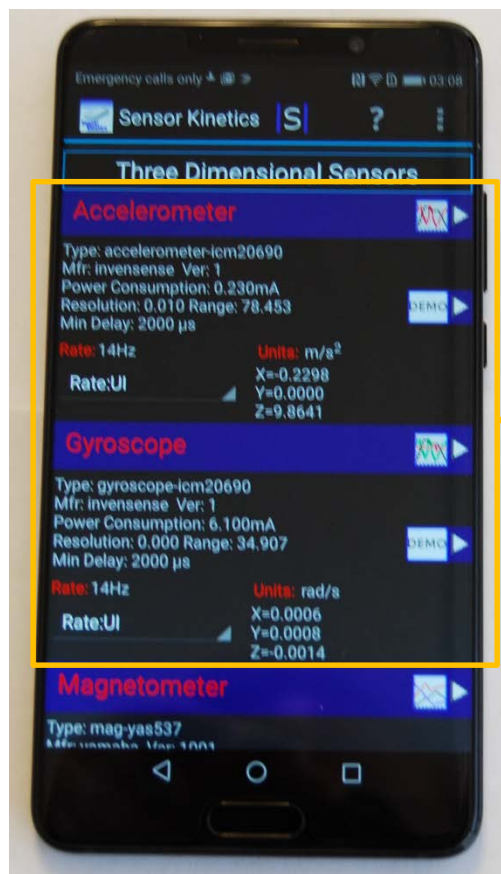 Emergency calls only 03:08
Sensor Kinetics |S| ?
Three Dimensional Sensors
Accelerometer
Type: accelerometer-icm20690
Mfr: invensense Ver: 1
Power Consumption: 0.230mA
Resolution: 0.010 Range: 78.453
DEMO
Min Delay: 2000 µs
Rate: 14Hz Units: m/s²
X=-0.2298
Rate:UI
Y=0.0000
Z=9.8641
Gyroscope
Type: gyroscope-icm20690
Mfr: invensense Ver: 1
Power Consumption: 6.100mA
Resolution: 0.000 Range: 34.907
DEMO
Min Delay: 2000 µs
Rate: 14Hz Units: rad/s
X=0.0006
Rate:UI
Y=0.0008
Z=-0.0014
Magnetometer
Type: mag-yas537
Mfr: yamaha Ver: 1001